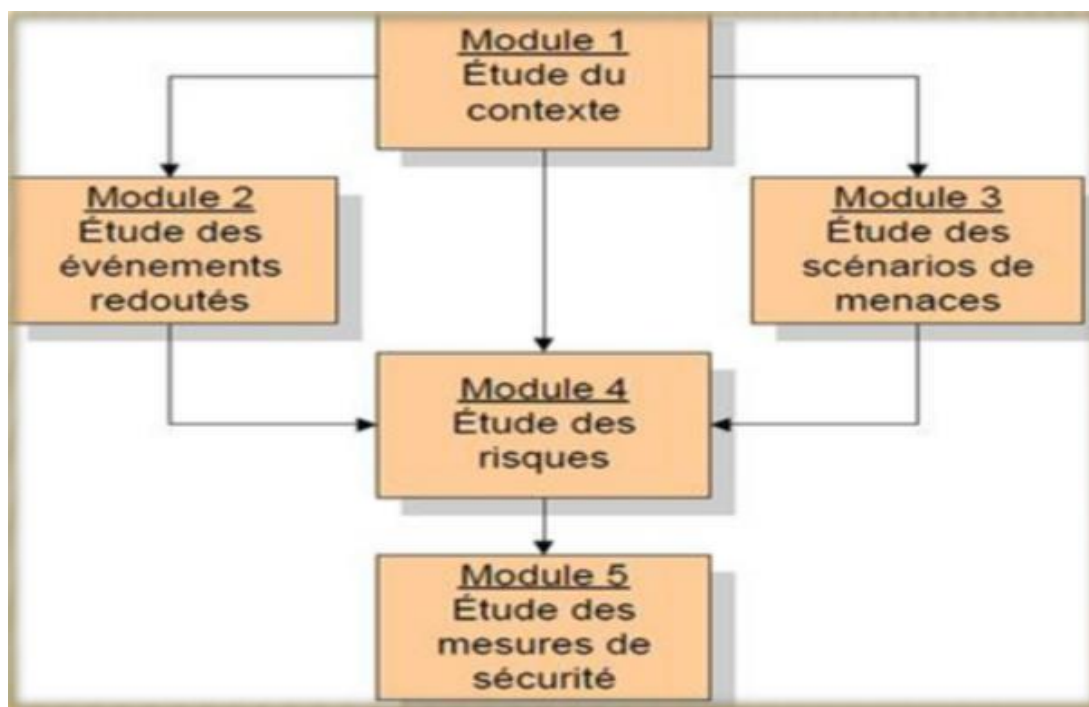 Module 1
Étude du
contexte
Module 2
Étude des
événements
redoutés
Module 3
Étude des
scénarios de
menaces
Module 4
Étude des
risques
Module 5
Étude des
mesures de
sécurité